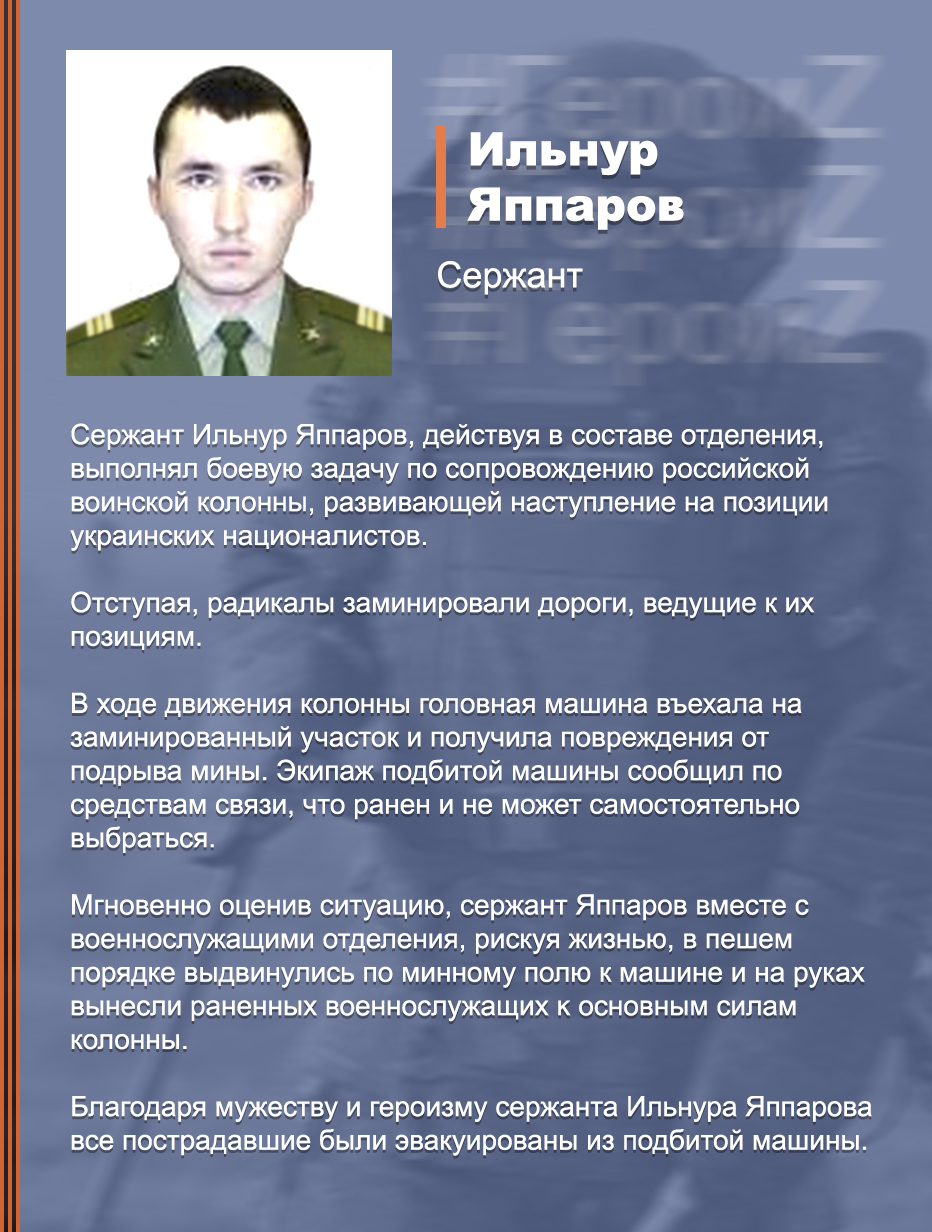 #ГероиZ
#ГероиZ
#ГероиZ
Ильнур
Яппаров
Сержант
Сержант Ильнур Яппаров, действуя в составе отделения,
выполнял боевую задачу по сопровождению российской
воинской колонны, развивающей наступление на позиции
украинских националистов.
Отступая, радикалы заминировали дороги, ведущие к их
позициям.
В ходе движения колонны головная машина въехала на
заминированный участок и получила повреждения от
подрыва мины. Экипаж подбитой машины сообщил по
средствам связи, что ранен и не может самостоятельно
выбраться.
Мгновенно оценив ситуацию, сержант Яппаров вместе с
военнослужащими отделения, рискуя жизнью, в пешем
порядке выдвинулись по минному полю к машине и на руках
вынесли раненных военнослужащих к основным силам
колонны.
Благодаря мужеству и героизму сержанта Ильнура Яппарова
все пострадавшие были эвакуированы из подбитой машины.